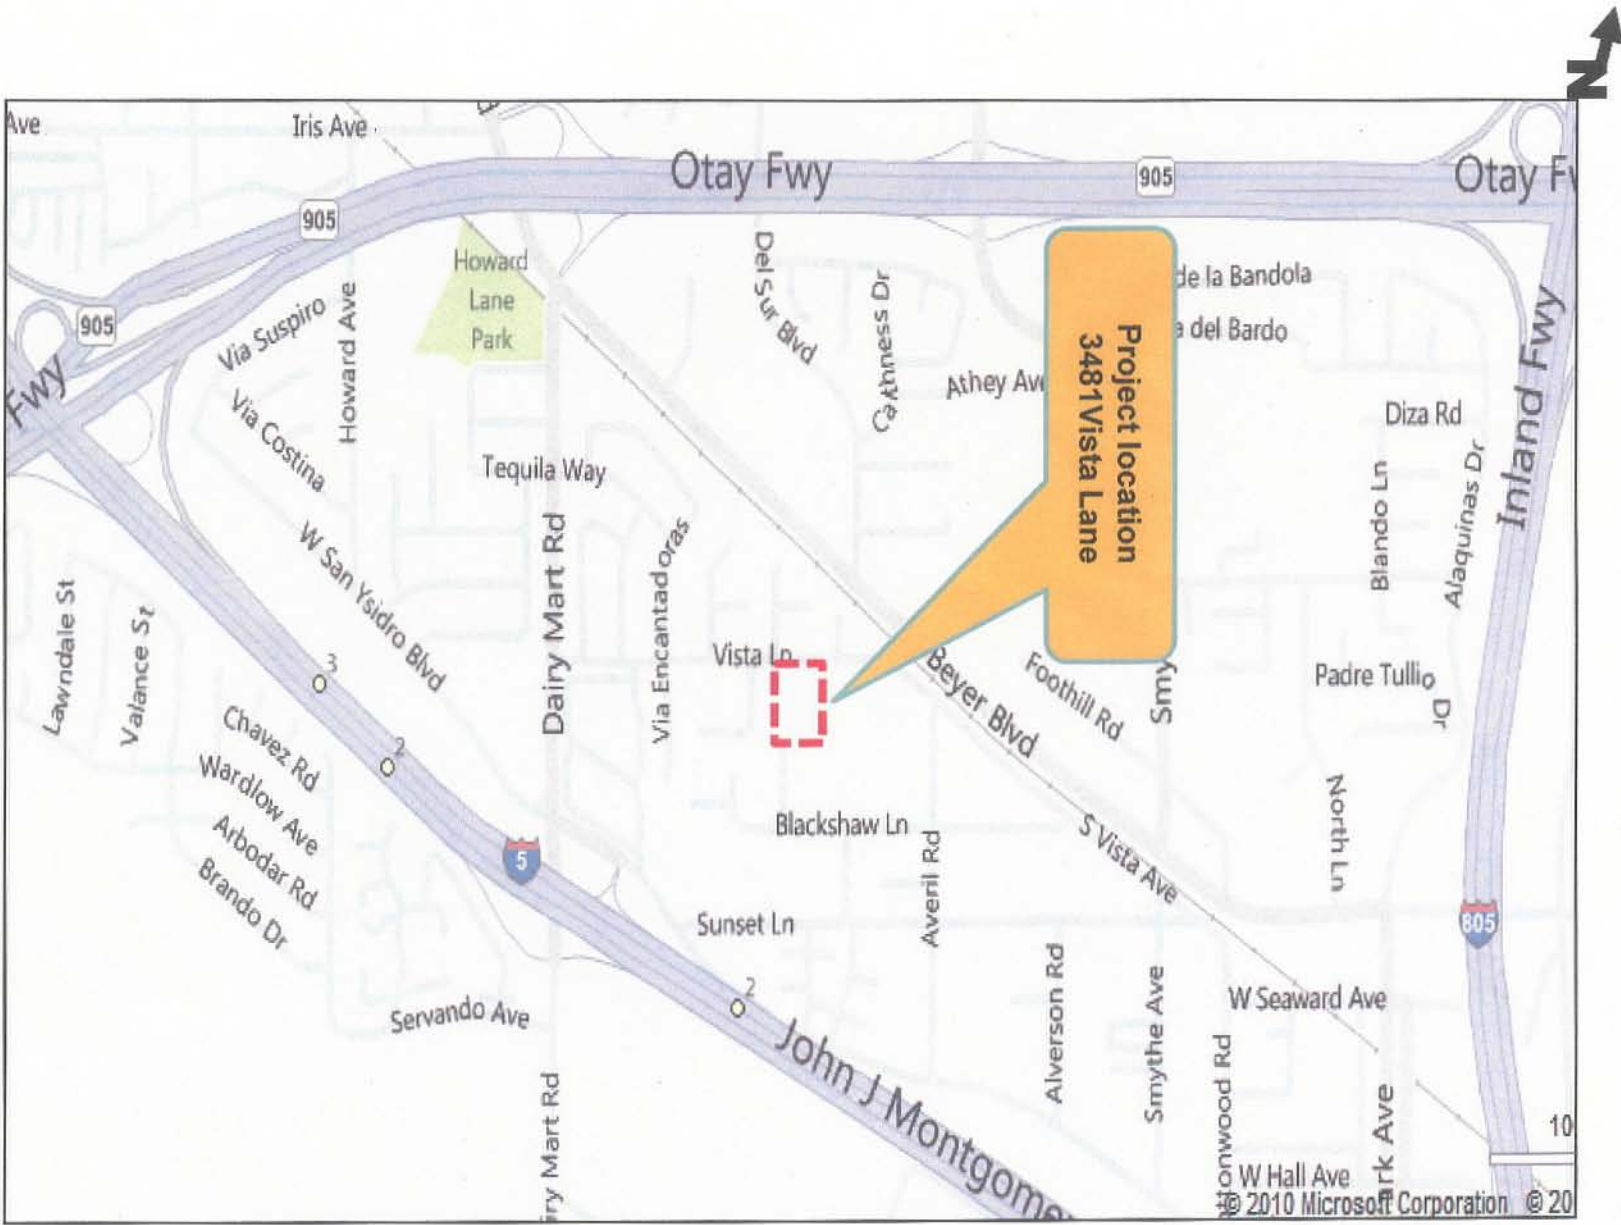 N
Ave
Iris Ave
Otay Fwy
905
Otay Fw
905
905
Fwy
Howard
Lane
Park
Via Suspiro
Howard Ave
Del Sur Blvd
Caithness Dr
Athey Ave
Project location
3481Vista Lane
de la Bandola
a del Bardo
Diza Rd
Inland Fwy
Via Costina
Tequila Way
Blando Ln
Alaquinas Dr
W San Ysidro Blvd
Dairy Mart Rd
Via Encantadoras
Lawndale St
Valance St
3
2
Vista Ln
Beyer Blvd
Foothill Rd
Smy
Padre Tullio Dr
Chavez Rd
Wardlow Ave
Arbodar Rd
Brando Dr
5
Blackshaw Ln
Averil Rd
S Vista Ave
North Ln
805
Sunset Ln
2
Servando Ave
John J Montgome
Alverson Rd
Smythe Ave
W Seaward Ave
onwood Rd
ark Ave
iry Mart Rd
10
W Hall Ave
© 2010 Microsoft Corporation © 20